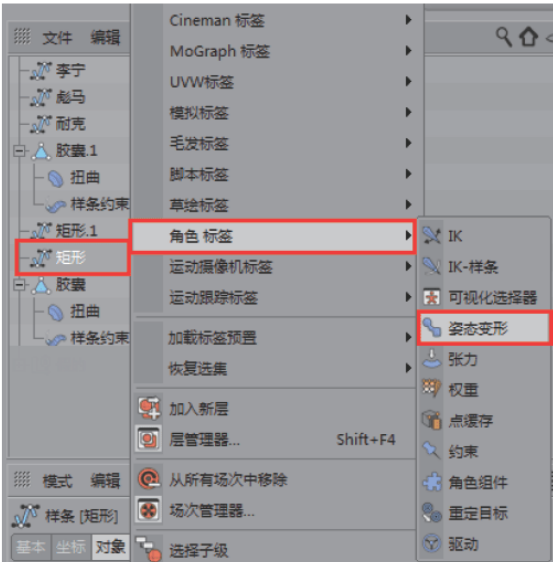 文件 编辑
李宁
彪马
耐克
胶囊.1
扭曲
样条约束
矩形.1
矩形
胶囊
扭曲
样条约束
模式 编辑
样条 [矩形]
基本 坐标 对象
Cineman 标签
MoGraph 标签
UVW标签
模拟标签
毛发标签
脚本标签
草绘标签
角色 标签
运动摄像机标签
运动跟踪标签
加载标签预置
恢复选集
加入新层
层管理器... Shift+F4
从所有场次中移除
场次管理器...
选择子级
IK
IK-样条
可视化选择器
姿态变形
张力
权重
点缓存
约束
角色组件
重定目标
驱动